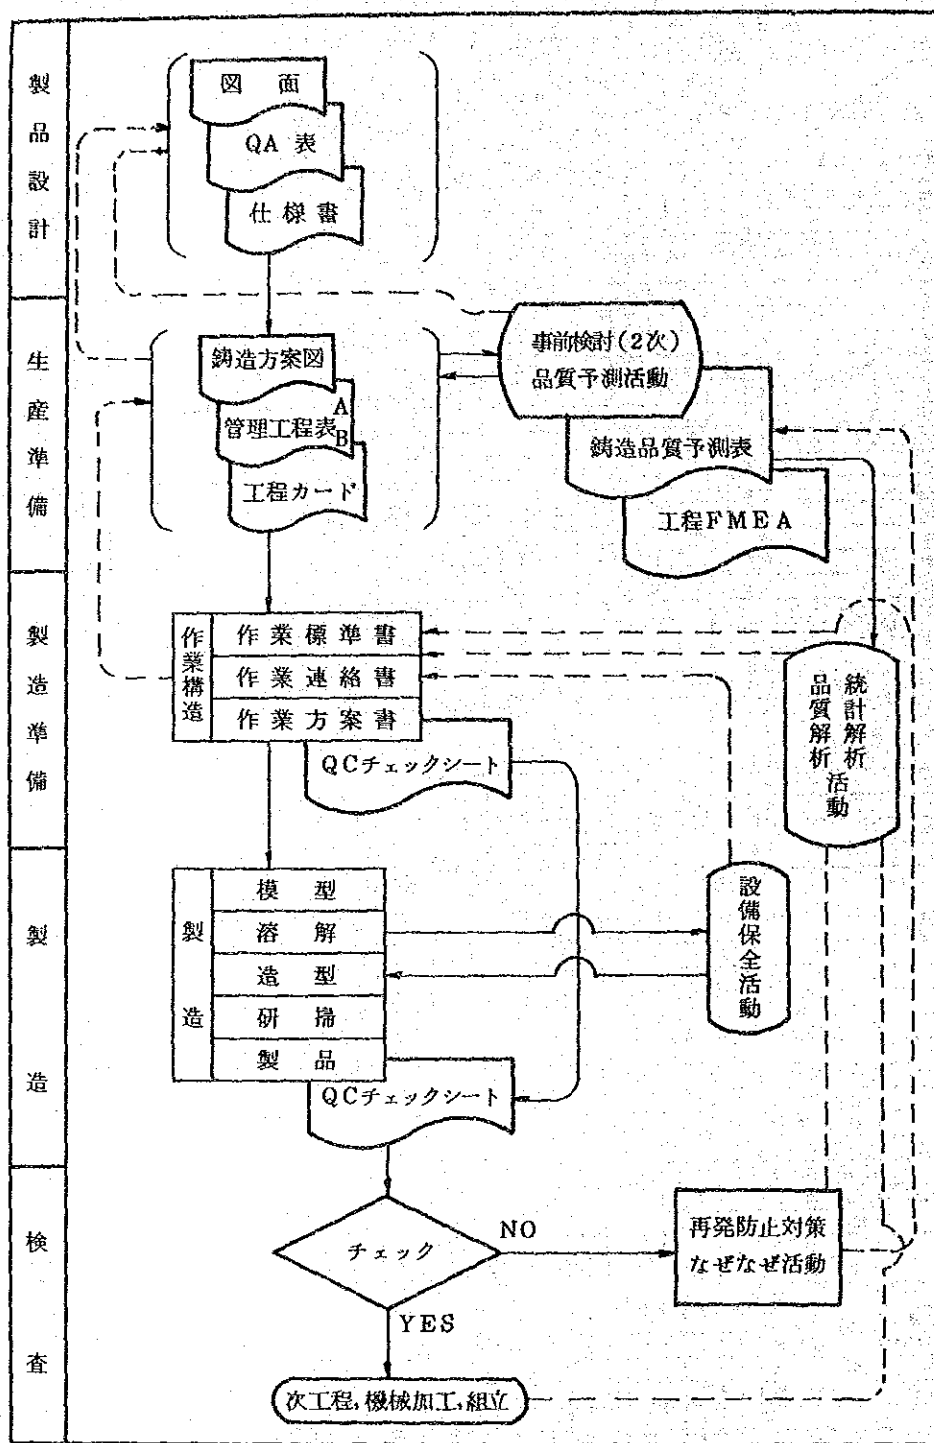 製品設計
図面
QA表
仕様書
生産準備
鋳造方案図
管理工程表 A B
工程カード
事前検討(2次)
品質予測活動
鋳造品質予測表
工程FMEA
製造準備
作業構造
作業標準書
作業連絡書
作業方案書
QCチェックシート
統計解析
品質解析
活動
製造
製造
模型
溶解
造型
研掃
製品
QCチェックシート
設備保全活動
検査
チェック
NO
再発防止対策
なぜなぜ活動
YES
次工程,機械加工,組立